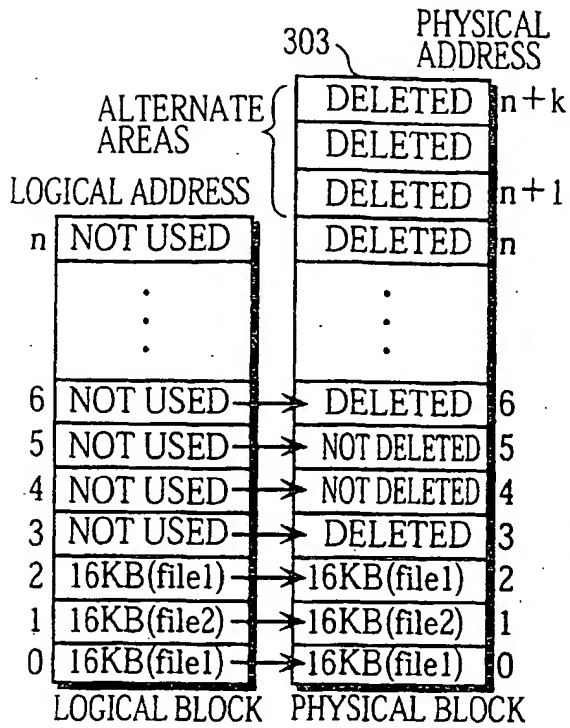 303
PHYSICAL
ADDRESS
ALTERNATE
AREAS
DELETED n+k
DELETED
DELETED n+1
LOGICAL ADDRESS
n NOT USED DELETED n
6 NOT USED DELETED 6
5 NOT USED NOT DELETED 5
4 NOT USED NOT DELETED 4
3 NOT USED DELETED 3
2 16KB(file1) 16KB(file1) 2
1 16KB(file2) 16KB(file2) 1
0 16KB(file1) 16KB(file1) 0
LOGICAL BLOCK PHYSICAL BLOCK